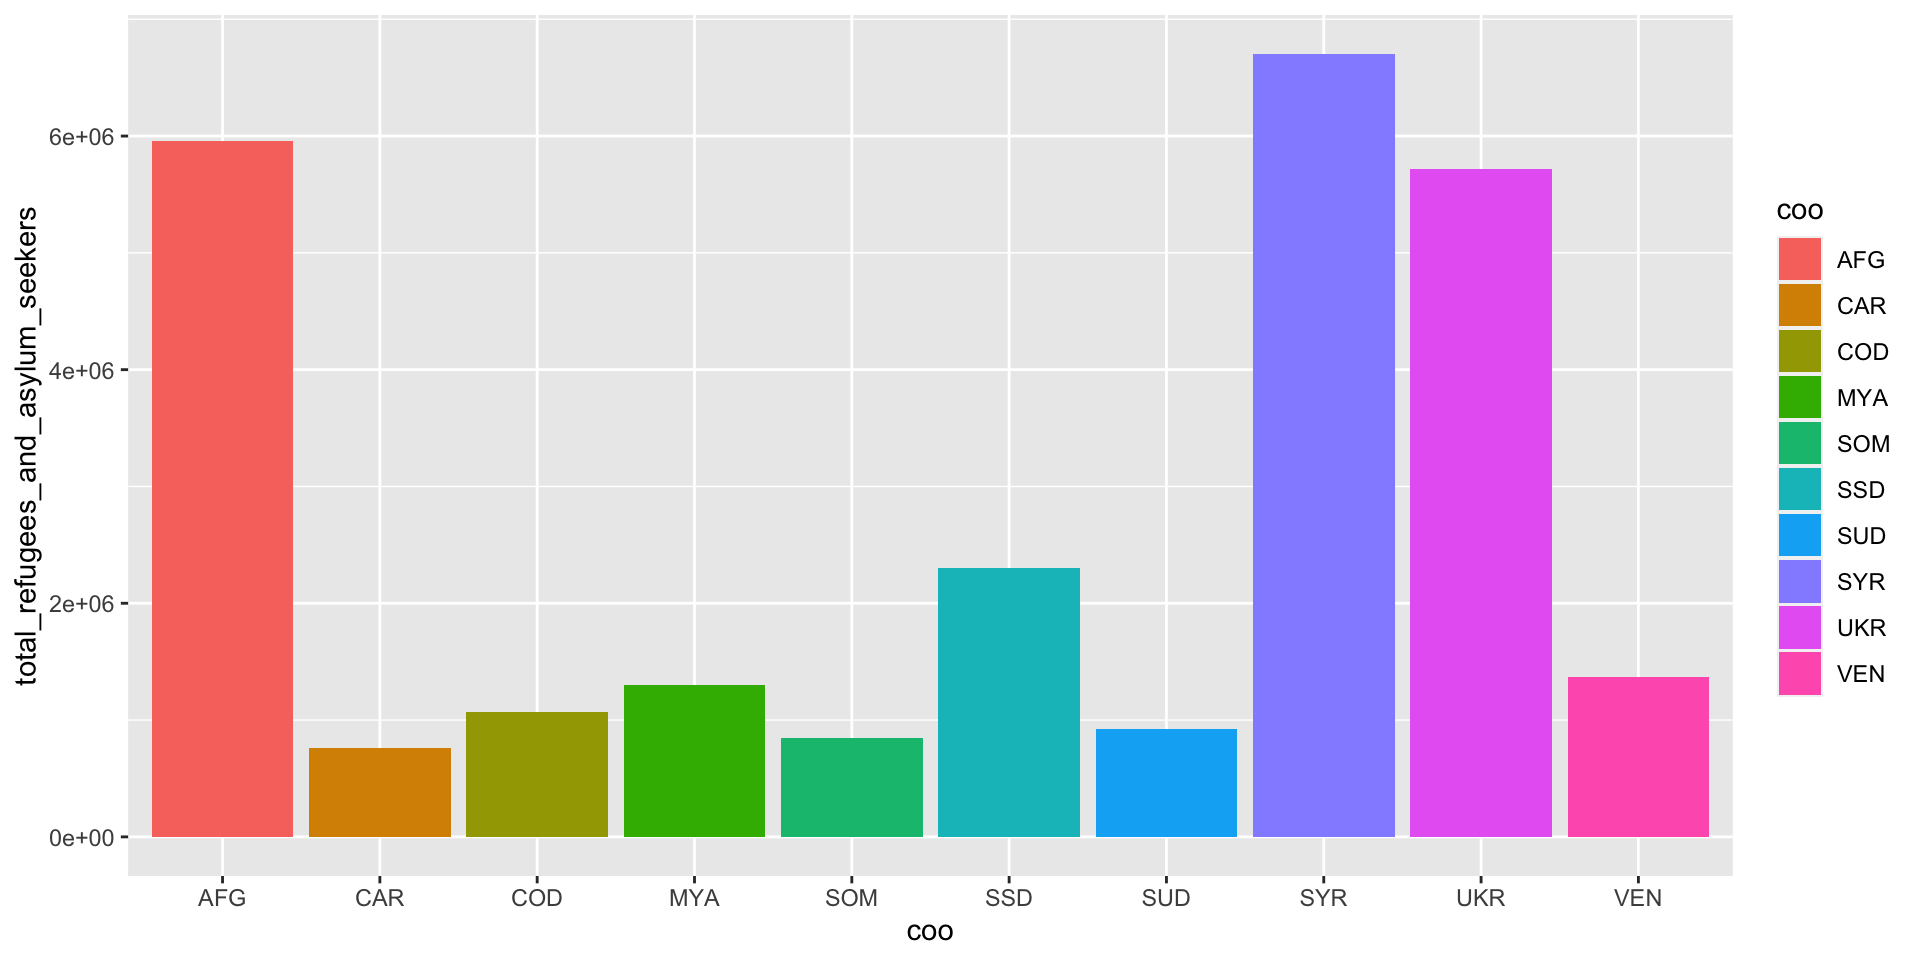 total_refugees_and_asylum_seekers
6e+06
4e+06
2e+06
0e+00
AFG CAR COD MYA SOM SSD SUD SYR UKR VEN
coo
coo
AFG
CAR
COD
MYA
SOM
SSD
SUD
SYR
UKR
VEN